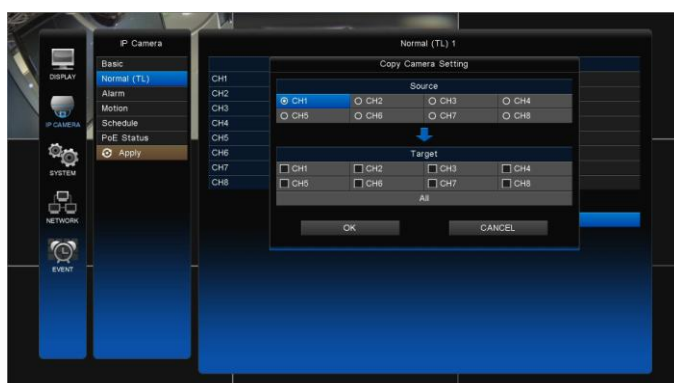 IP Camera
Normal (TL) 1
Basic
Copy Camera Setting
DISPLAY
Normal (TL)
CH1
Source
Alarm
CH2
CH1 CH2 CH3 CH4
Motion
CH3
CH5 CH6 CH7 CH8
IP CAMERA
Schedule
CH4
PoE Status
CH5
Apply
CH6
Target
SYSTEM
CH7
CH1 CH2 CH3 CH4
CH8
CH5 CH6 CH7 CH8
All
NETWORK
OK CANCEL
EVENT